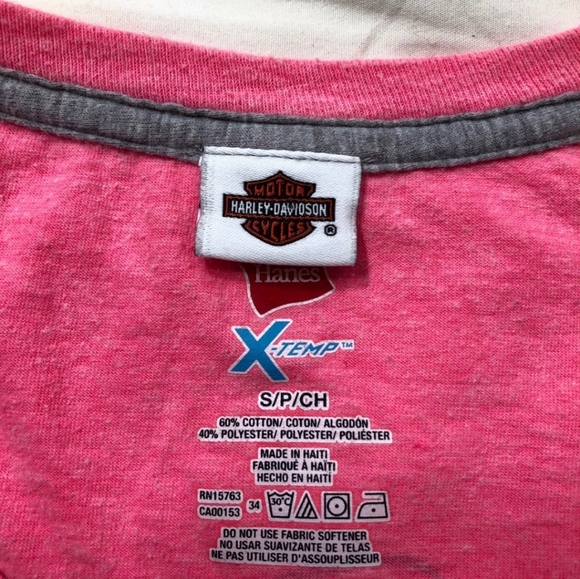 MOTOR
HARLEY-DAVIDSON
CYCLES
®
Hanes
X-TEMP™
S/P/CH
60% COTTON/ COTON/ ALGODÓN
40% POLYESTER/ POLYESTER/ POLIÉSTER
MADE IN HAITI
FABRIQUÉ À HAÏTI
HECHO EN HAITÍ
RN15763
CA00153 34 30°C
DO NOT USE FABRIC SOFTENER
NO USAR SUAVIZANTE DE TELAS
NE PAS UTILISER D'ASSOUPLISSEUR